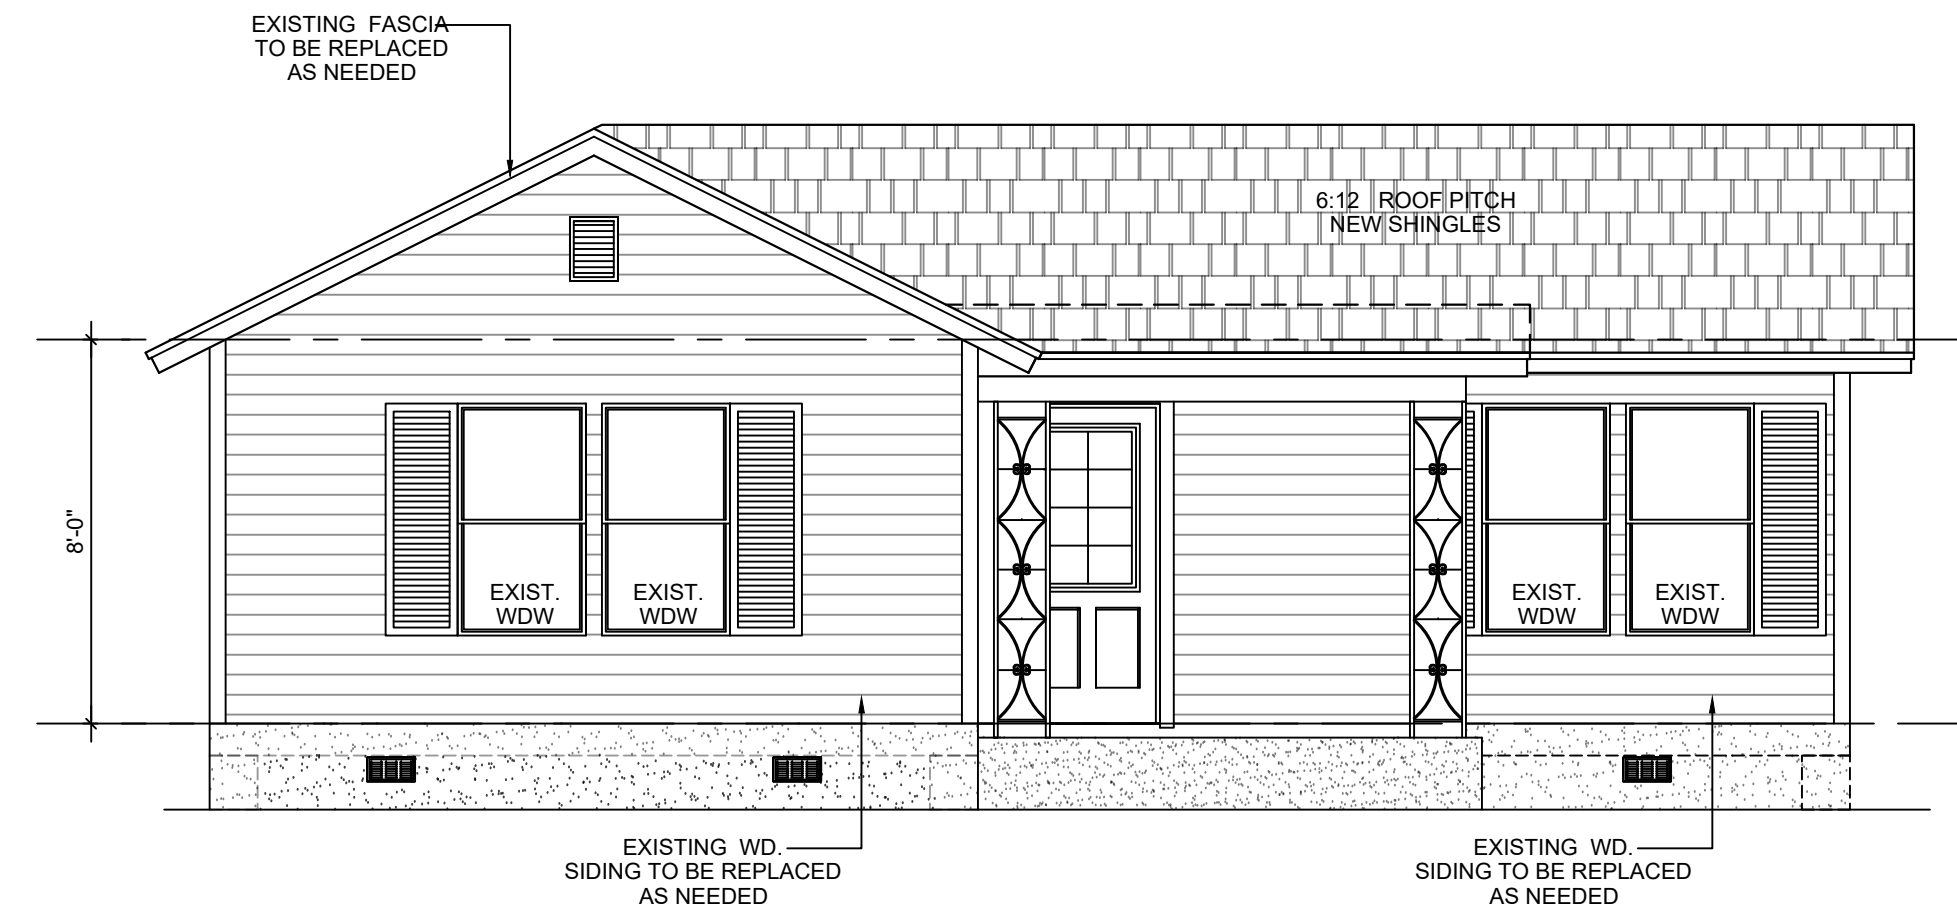 EXISTING FASCIA
TO BE REPLACED
AS NEEDED
6:12 ROOF PITCH
NEW SHINGLES
8'-0"
EXIST.
WDW
EXIST.
WDW
EXIST.
WDW
EXIST.
WDW
EXISTING WD.
SIDING TO BE REPLACED
AS NEEDED
EXISTING WD.
SIDING TO BE REPLACED
AS NEEDED